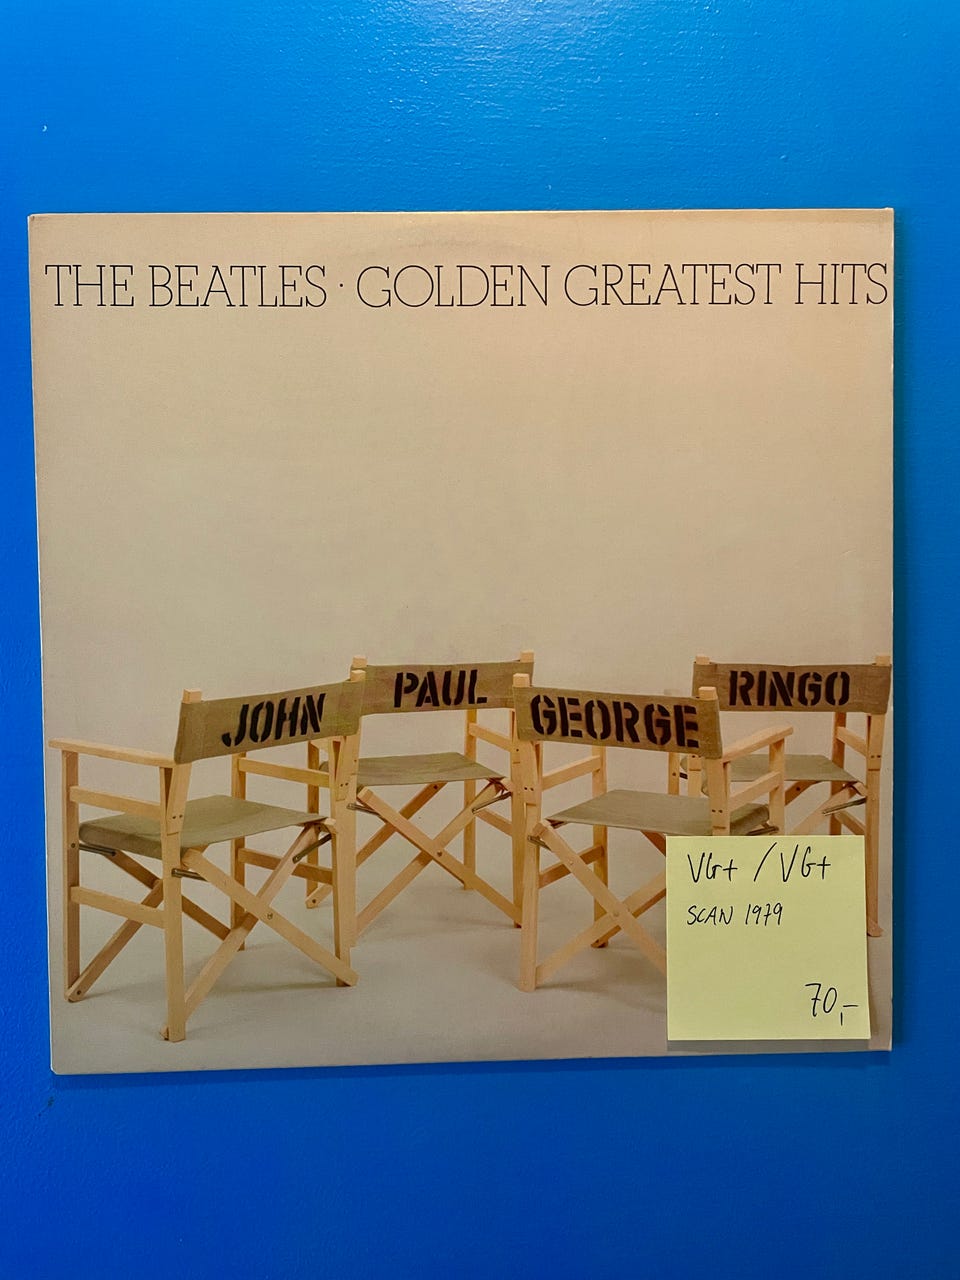 THE BEATLES · GOLDEN GREATEST HITS
JOHN
PAUL
GEORGE
RINGO
VG+ / VG+
SCAN 1979
70,-